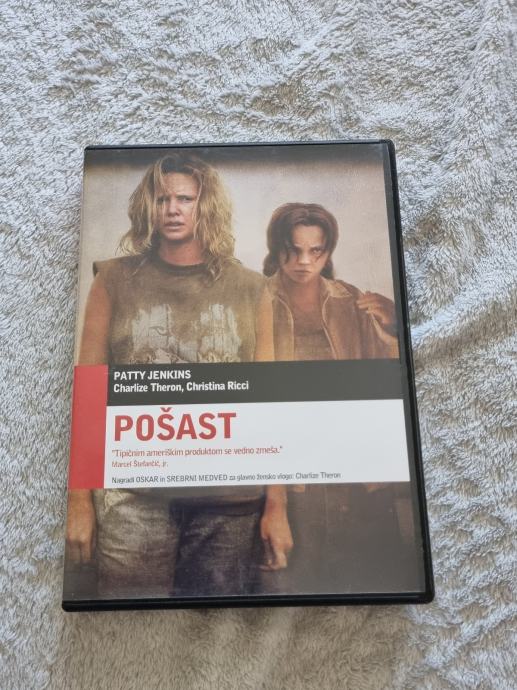 PATTY JENKINS
Charlize Theron, Christina Ricci
POŠAST
"Tipičnim ameriškim produktom se vedno zmeša."
Marcel Štefančič, jr.
Nagradi OSKAR in SREBRNI MEDVED za glavno žensko vlogo: Charlize Theron